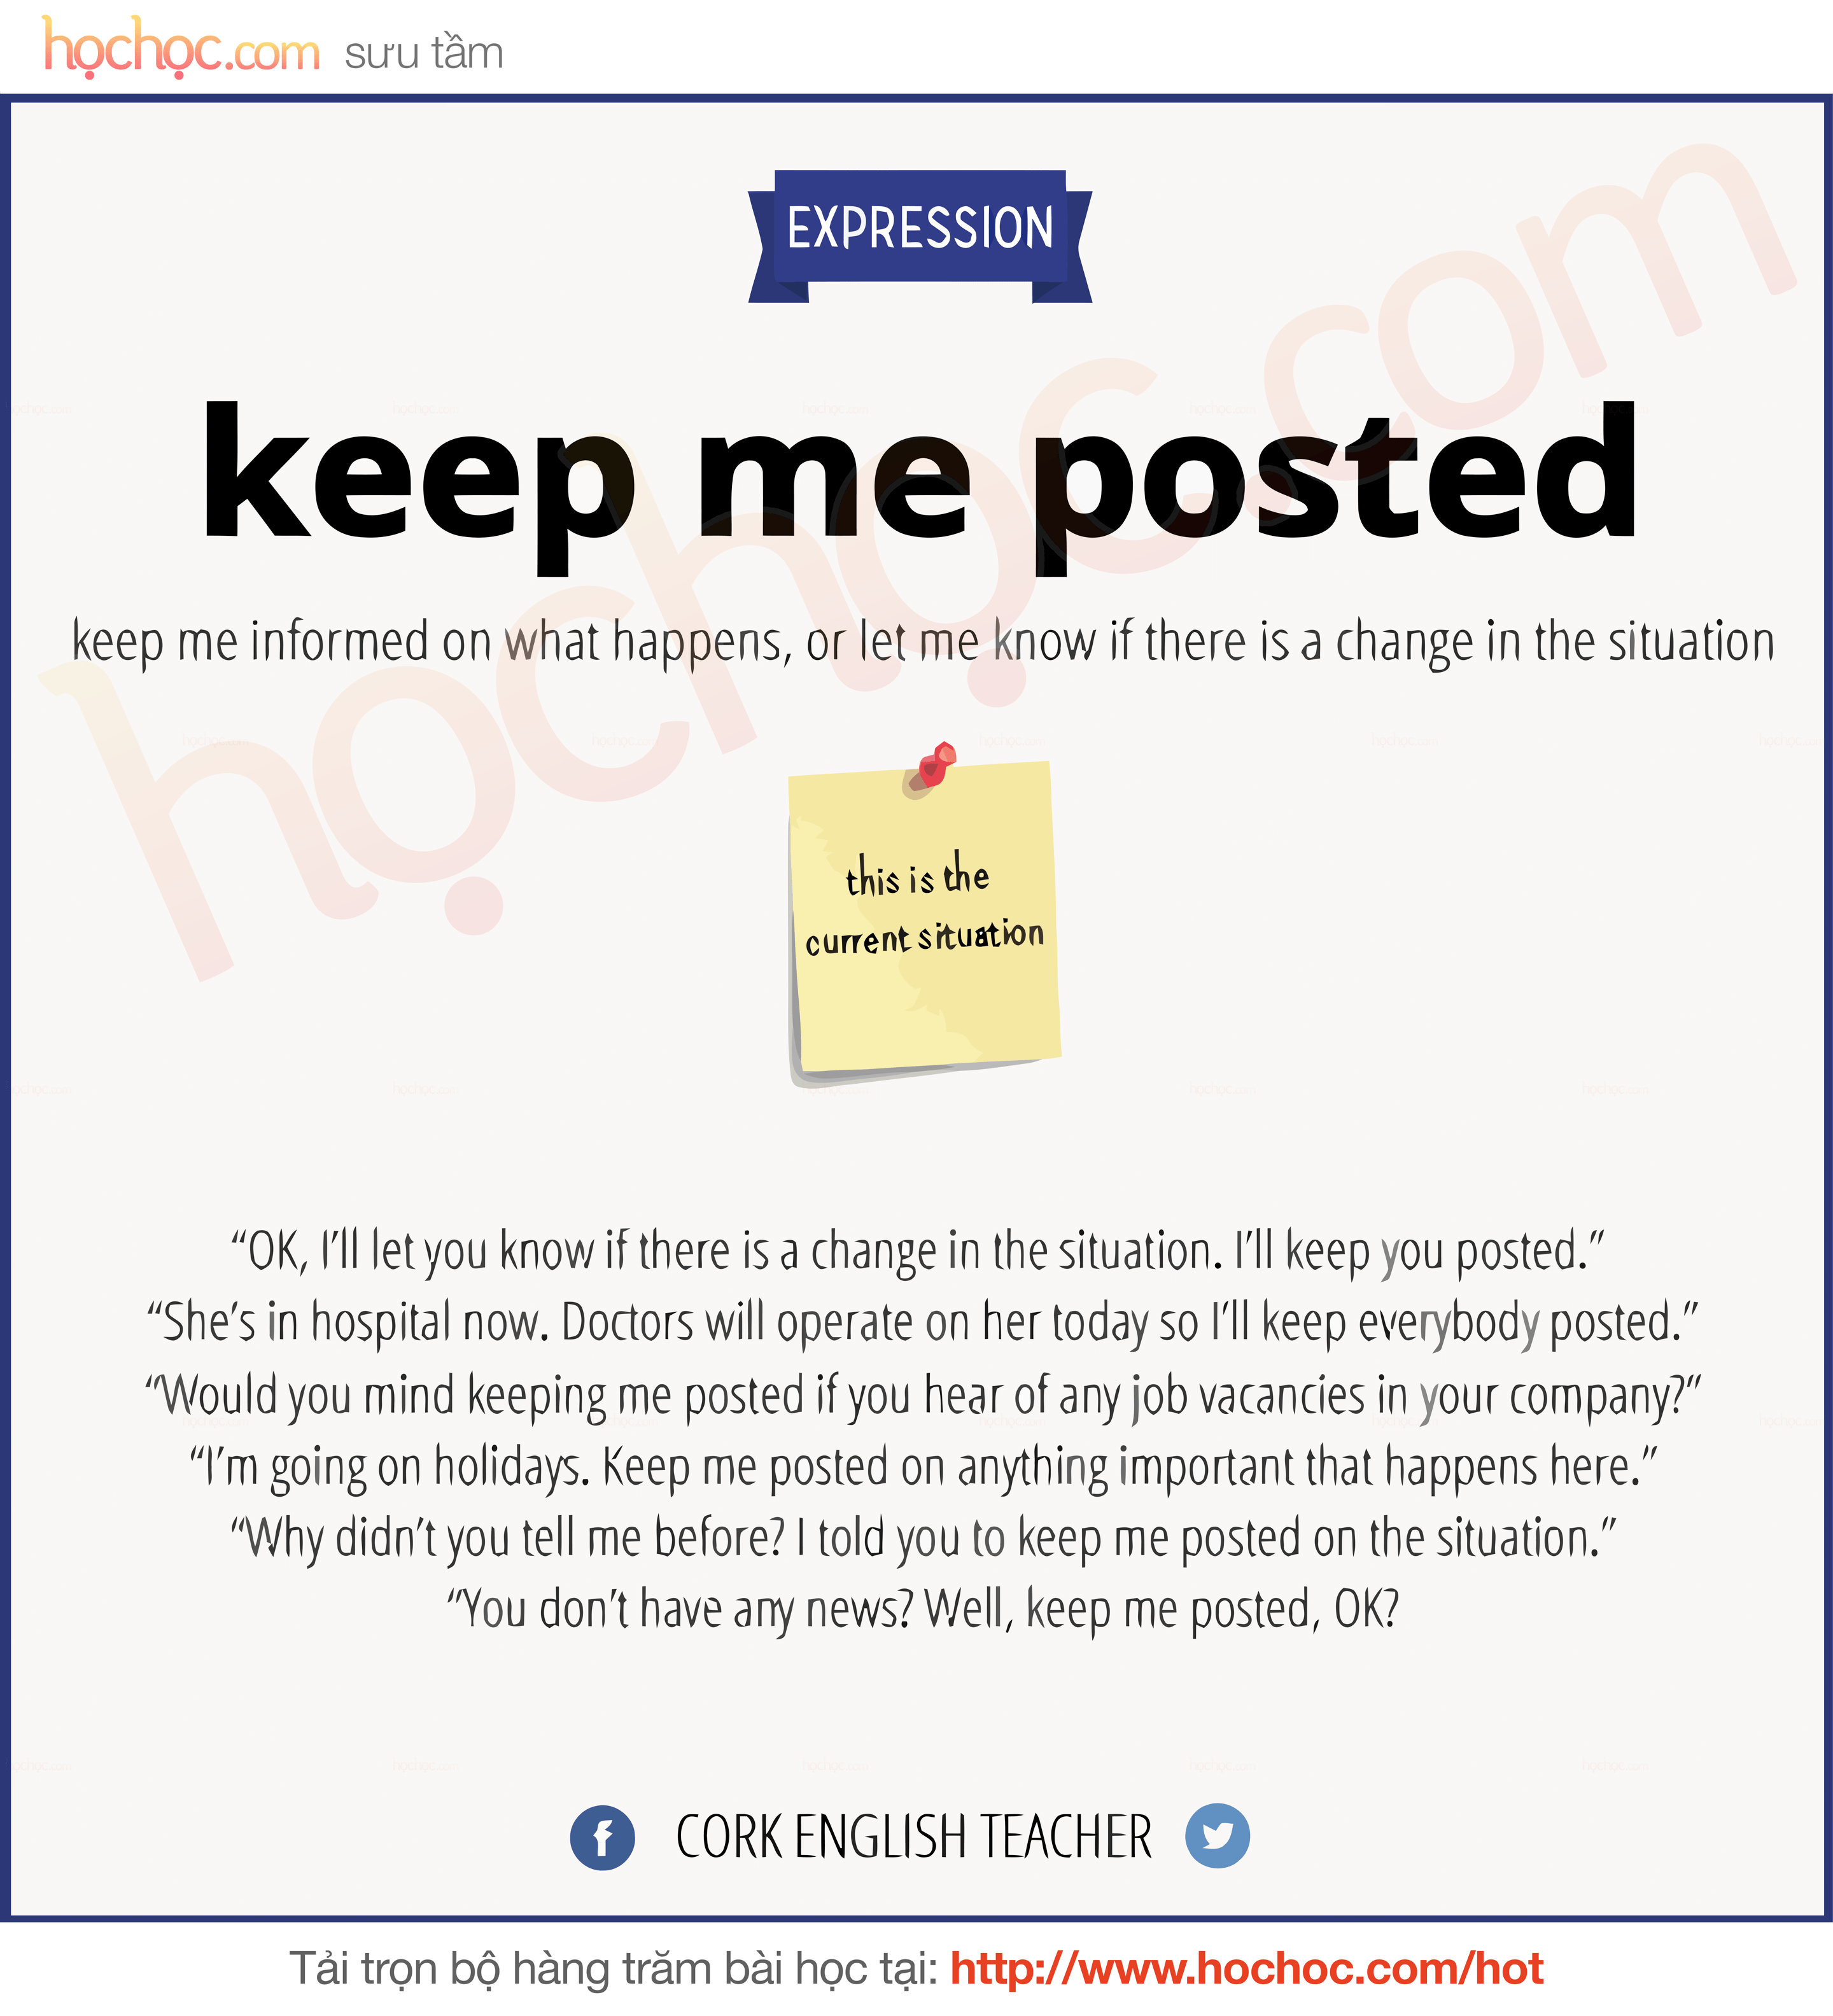 họchọc.com sưu tầm
EXPRESSION
keep me posted
keep me informed on what happens, or let me know if there is a change in the situation
this is the
current situation
“OK, I’ll let you know if there is a change in the situation. I’ll keep you posted.”
“She’s in hospital now. Doctors will operate on her today so I’ll keep everybody posted.”
“Would you mind keeping me posted if you hear of any job vacancies in your company?”
“I’m going on holidays. Keep me posted on anything important that happens here.”
“Why didn’t you tell me before? I told you to keep me posted on the situation.”
“You don’t have any news? Well, keep me posted, OK?
CORK ENGLISH TEACHER
Tải trọn bộ hàng trăm bài học tại: http://www.hochoc.com/hot
họchọc.com